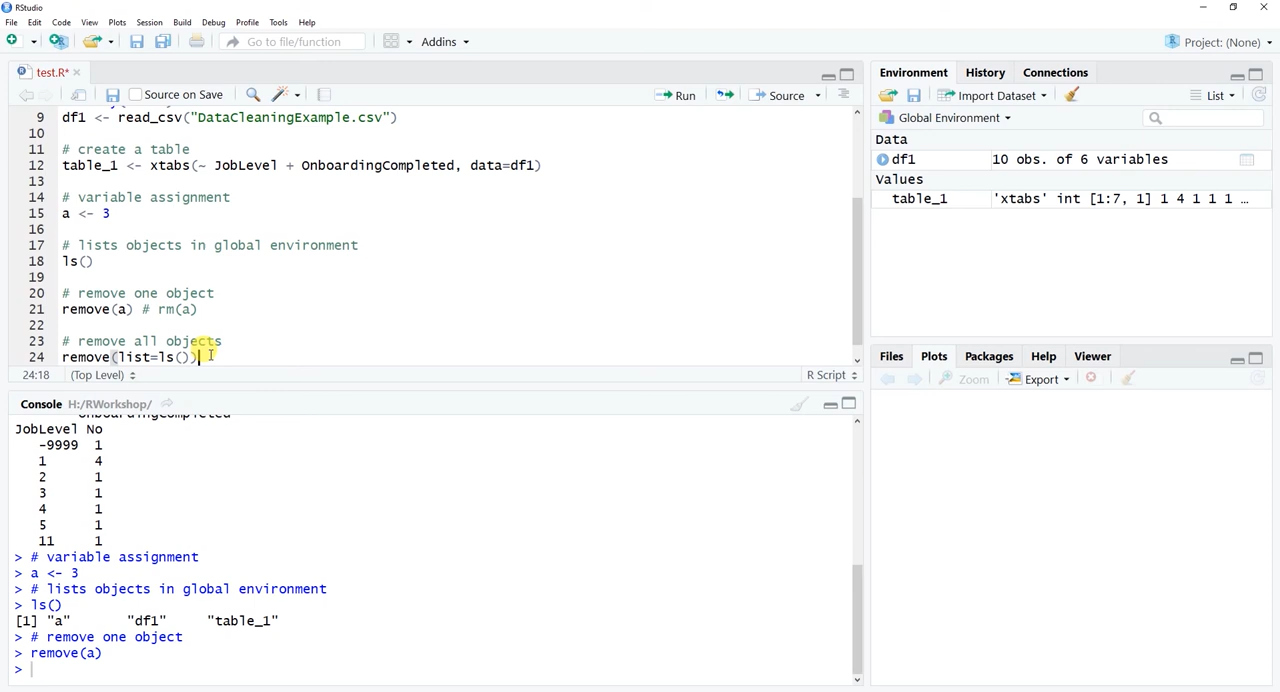 RStudio
File Edit Code View Plots Session Build Debug Profile Tools Help
Go to file/function Addins Project: (None)
test.R*
Source on Save Run Source
9 df1 <- read_csv("DataCleaningExample.csv")
10
11 # create a table
12 table_1 <- xtabs(~ JobLevel + OnboardingCompleted, data=df1)
13
14 # variable assignment
15 a <- 3
16
17 # lists objects in global environment
18 ls()
19
20 # remove one object
21 remove(a) # rm(a)
22
23 # remove all objects
24 remove(list=ls())
24:18 (Top Level) R Script
Console H:/RWorkshop/
OnboardingCompleted
JobLevel No
-9999 1
1 4
2 1
3 1
4 1
5 1
11 1
> # variable assignment
> a <- 3
> # lists objects in global environment
> ls()
[1] "a" "df1" "table_1"
> # remove one object
> remove(a)
>
Environment History Connections
Import Dataset List
Global Environment
Data
df1 10 obs. of 6 variables
Values
table_1 'xtabs' int [1:7, 1] 1 4 1 1 1 …
Files Plots Packages Help Viewer
Zoom Export